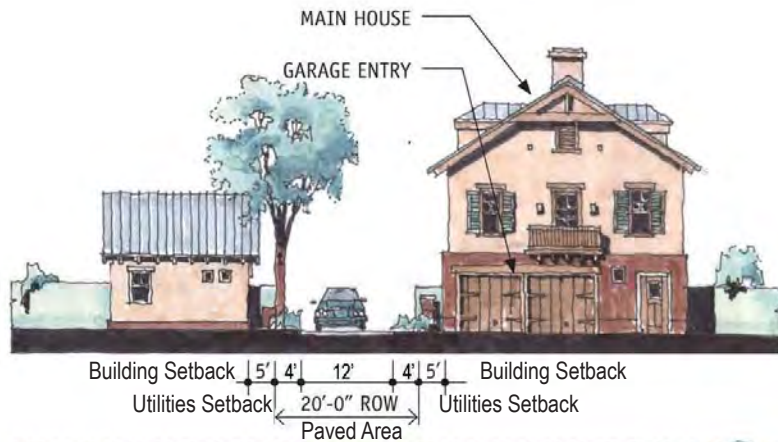 MAIN HOUSE
GARAGE ENTRY
Building Setback 5' 4' 12' 4' 5' Building Setback
Utilities Setback 20'-0" ROW Utilities Setback
Paved Area